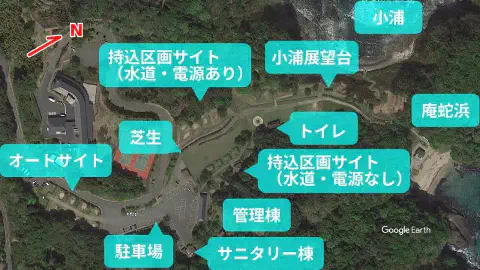 小浦
N
持込区画サイト
（水道・電源あり）
小浦展望台
庵蛇浜
芝生
トイレ
オートサイト
持込区画サイト
（水道・電源なし）
管理棟
Google Earth
駐車場
サニタリー棟